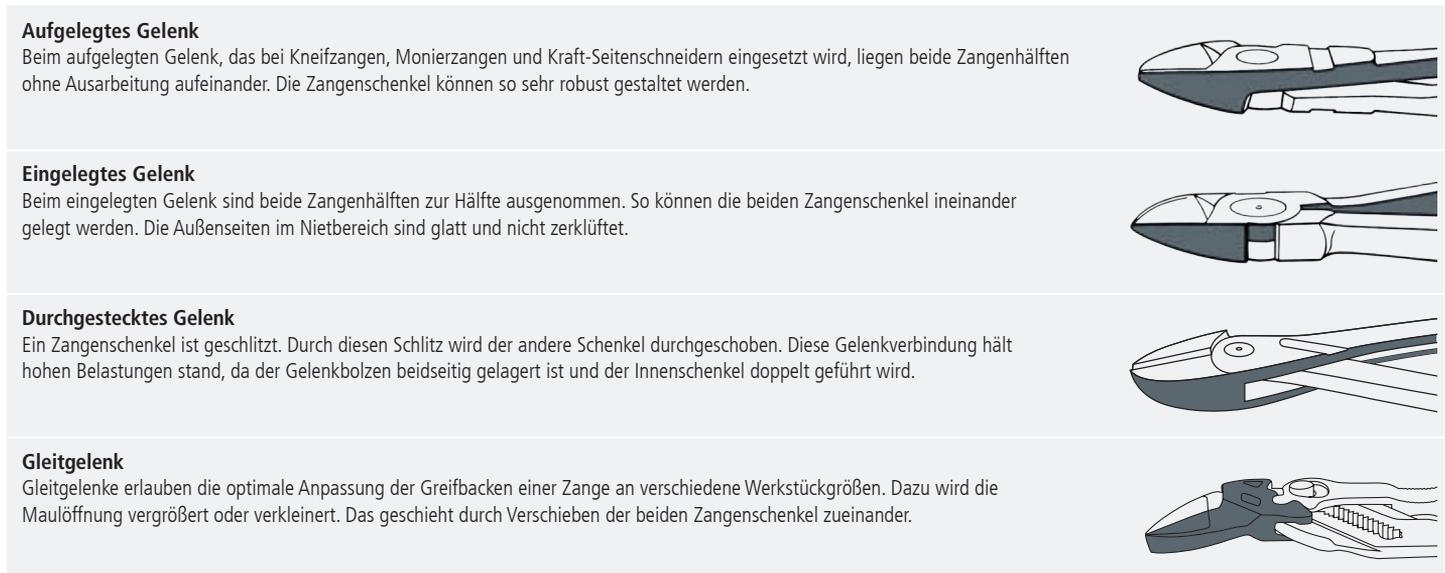 Aufgelegtes Gelenk
Beim aufgelegten Gelenk, das bei Kneifzangen, Monierzangen und Kraft-Seitenschneidern eingesetzt wird, liegen beide Zangenhälften
ohne Ausarbeitung aufeinander. Die Zangenschenkel können so sehr robust gestaltet werden.
Eingelegtes Gelenk
Beim eingelegten Gelenk sind beide Zangenhälften zur Hälfte ausgenommen. So können die beiden Zangenschenkel ineinander
gelegt werden. Die Außenseiten im Nietbereich sind glatt und nicht zerklüftet.
Durchgestecktes Gelenk
Ein Zangenschenkel ist geschlitzt. Durch diesen Schlitz wird der andere Schenkel durchgeschoben. Diese Gelenkverbindung hält
hohen Belastungen stand, da der Gelenkbolzen beidseitig gelagert ist und der Innenschenkel doppelt geführt wird.
Gleitgelenk
Gleitgelenke erlauben die optimale Anpassung der Greifbacken einer Zange an verschiedene Werkstückgrößen. Dazu wird die
Maulöffnung vergrößert oder verkleinert. Das geschieht durch Verschieben der beiden Zangenschenkel zueinander.